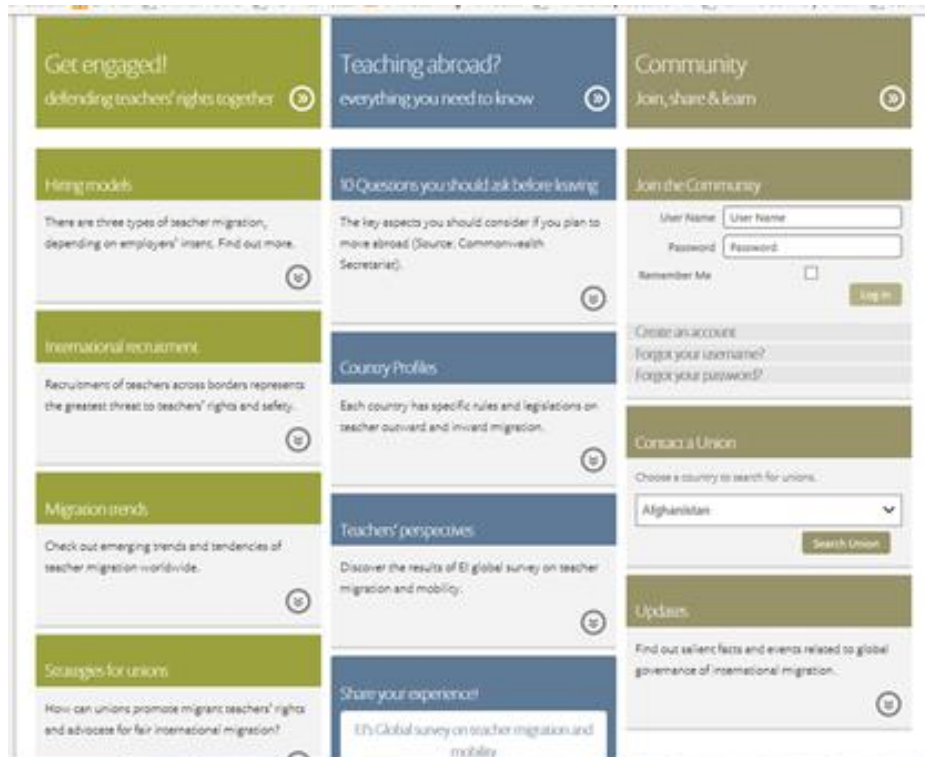 Get engaged!
defending teachers' rights together
Hiring models
There are three types of teacher migration,
depending on employers' intent. Find out more.
International recruitment
Recruitment of teachers across borders represents
the greatest threat to teachers' rights and safety.
Migration trends
Check out emerging trends and tendencies of
teacher migration worldwide.
Strategies for unions
How can unions promote migrant teachers' rights
and advocate for fair international migration?
Teaching abroad?
everything you need to know
10 Questions you should ask before leaving
The key aspects you should consider if you plan to
move abroad (Source: Commonwealth
Secretariat).
Country Profiles
Each country has specific rules and legislations on
teacher outward and inward migration.
Teachers' perspectives
Discover the results of EI global survey on teacher
migration and mobility.
Share your experience!
EI's Global survey on teacher migration and
mobility
Community
Join, share & learn
Join the Community
User Name User Name
Password Password
Remember Me
Log in
Create an account
Forgot your username?
Forgot your password?
Contact a Union
Choose a country to search for unions.
Afghanistan
Search Union
Updates
Find out salient facts and events related to global
governance of international migration.